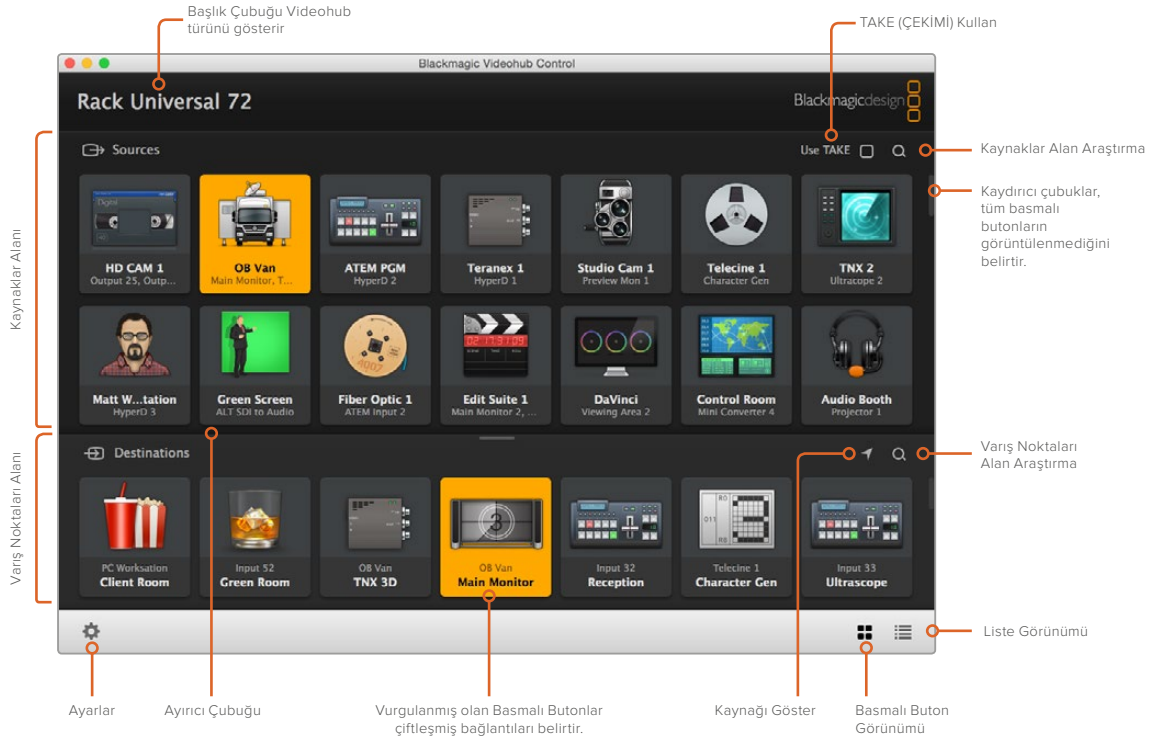 Başlık Çubuğu Videohub
türünü gösterir
TAKE (ÇEKİMİ) Kullan
Blackmagic Videohub Control
Rack Universal 72
Blackmagicdesign
Kaynaklar Alanı
Sources
Use TAKE
Kaynaklar Alan Araştırma
Kaydırıcı çubuklar,
tüm basmalı
butonların
görüntülenmediğini
belirtir.
Digital
HD CAM 1
Output 25, Outp...
OB Van
Main Monitor, T...
ATEM PGM
HyperD 2
Teranex 1
HyperD 1
Studio Cam 1
Preview Mon 1
Telecine 1
Character Gen
TNX 2
Ultracope 2
Matt W...tation
HyperD 3
Green Screen
ALT SDI to Audio
Fiber Optic 1
ATEM Input 2
Edit Suite 1
Main Monitor 2, ...
DaVinci
Viewing Area 2
Control Room
Mini Converter 4
Audio Booth
Projector 1
Varış Noktaları Alanı
Destinations
Varış Noktaları
Alan Araştırma
3
R0
011
R0
PC Worksation
Client Room
Input 52
Green Room
OB Van
TNX 3D
OB Van
Main Monitor
Input 32
Reception
Telecine 1
Character Gen
Input 33
Ultrascope
Liste Görünümü
Ayarlar
Ayırıcı Çubuğu
Vurgulanmış olan Basmalı Butonlar
çiftleşmiş bağlantıları belirtir.
Kaynağı Göster
Basmalı Buton
Görünümü